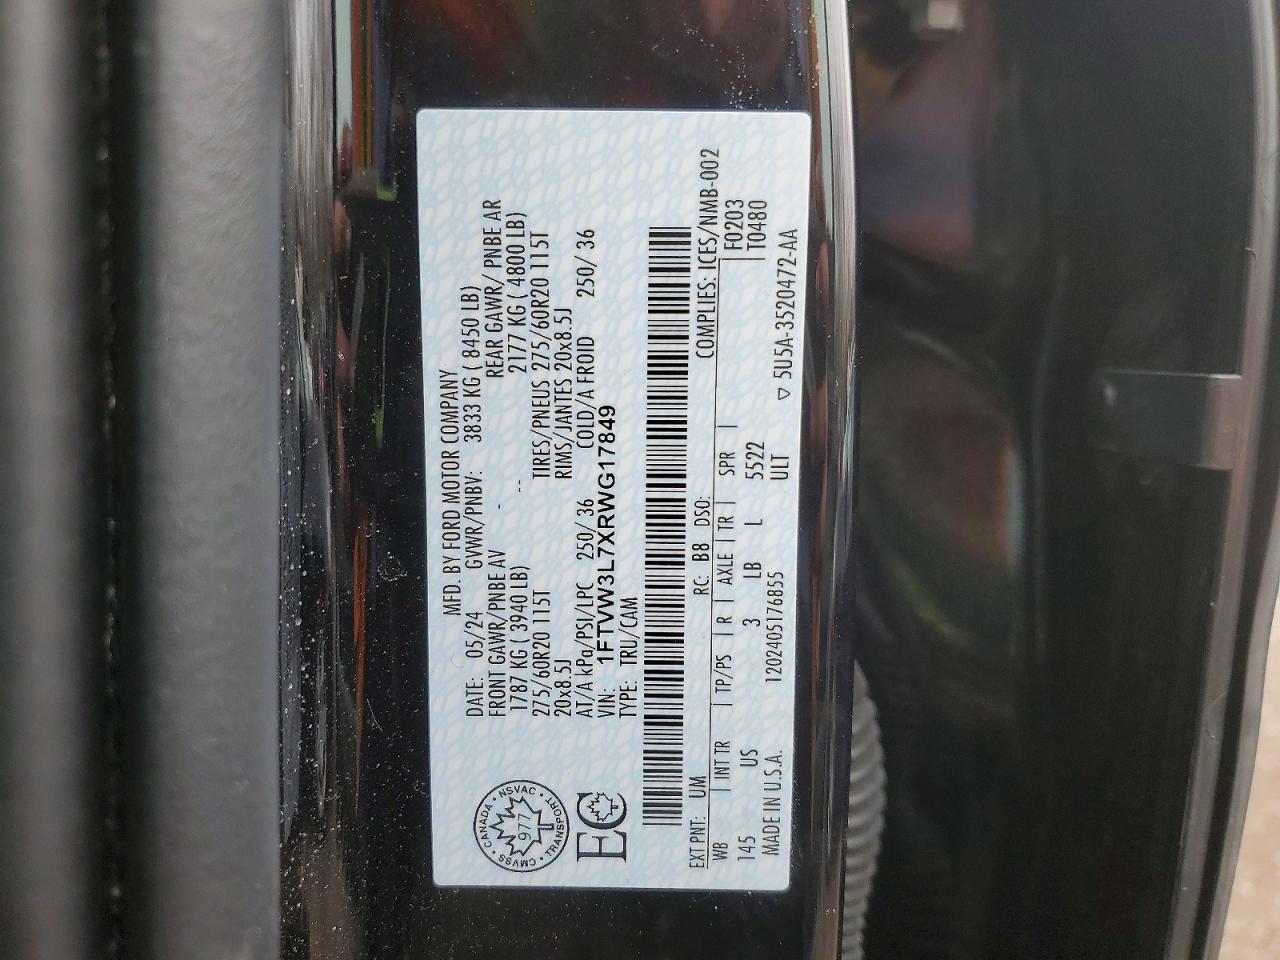 MFD. BY FORD MOTOR COMPANY
DATE: 05/24 GVWR/PNBV: 3833 KG ( 8450 LB)
FRONT GAWR/PNBE AV REAR GAWR/ PNBE AR
1787 KG ( 3940 LB) - -- 2177 KG ( 4800 LB)
275/60R20 115T TIRES/PNEUS 275/60R20 115T
20x8.5J RIMS/JANTES 20x8.5J
AT/A kPa/PSI/LPC 250/ 36 COLD/A FROID 250/ 36
VIN: 1FTVW3L7XRWG17849
TYPE: TRU/CAM
CANADA • NSVAC • TRANSPORT • CMVSS
977
EC
EXT PNT: UM RC: B8 DSO: COMPLIES: ICES/NMB-002
WB | INT TR | TP/PS | R | AXLE | TR | SPR | F0203
145 US 3 LB L 5522 T0480
MADE IN U.S.A. 1202405176855 ULT ▽ 5U5A-3520472-AA